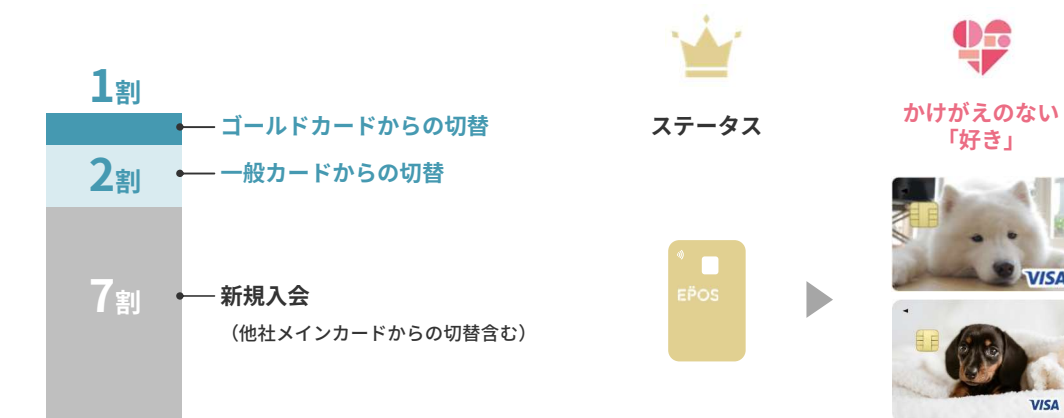 1割
ゴールドカードからの切替
2割
一般カードからの切替
7割
新規入会
（他社メインカードからの切替含む）
ステータス
EPOS
かけがえのない
「好き」
VISA
VISA